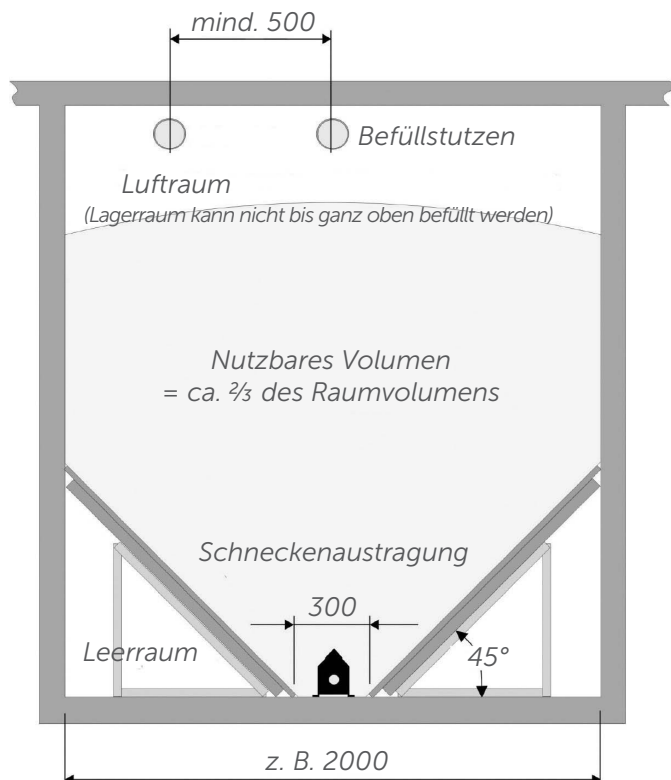 mind. 500
Befüllstutzen
Luftraum
(Lagerraum kann nicht bis ganz oben befüllt werden)
Nutzbares Volumen
= ca. ⅔ des Raumvolumens
Schneckenaustragung
300
Leerraum
45°
z. B. 2000